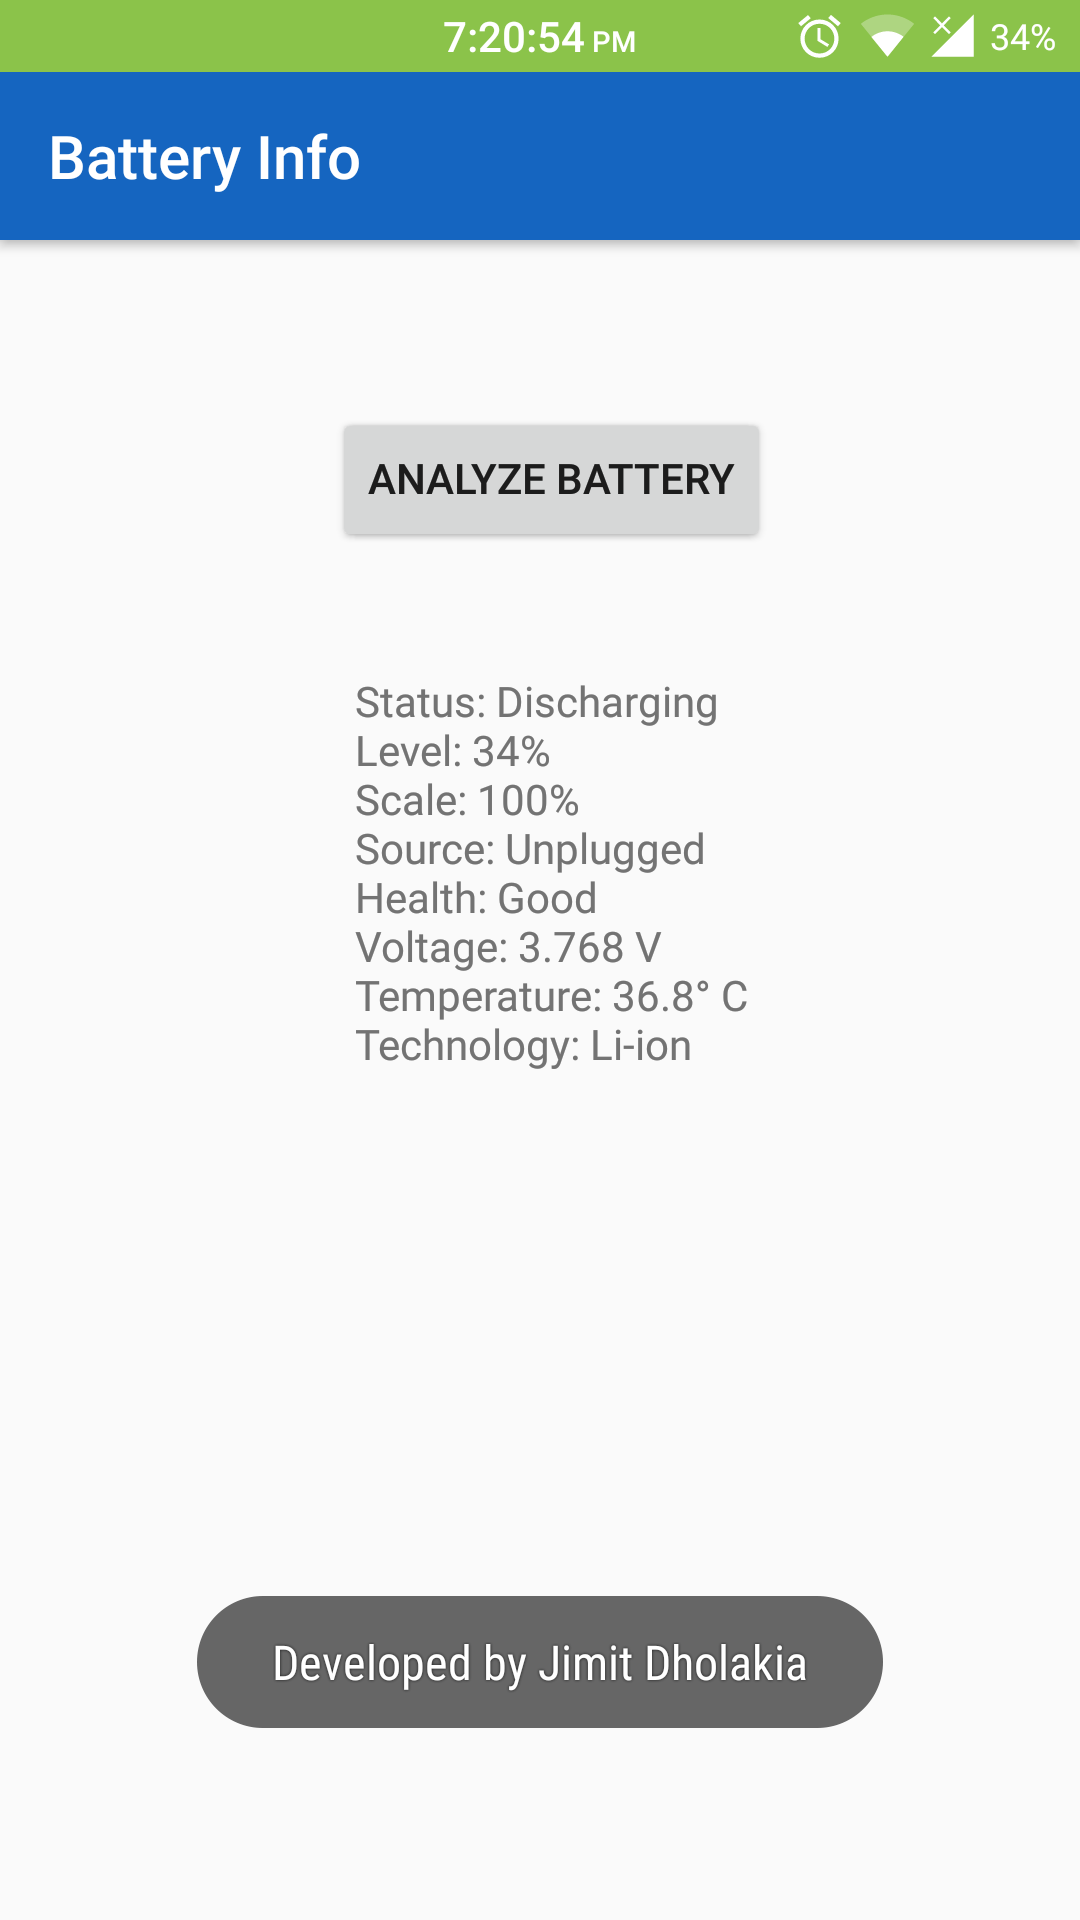 7:20:54 PM 34%
Battery Info
ANALYZE BATTERY
Status: Discharging
Level: 34%
Scale: 100%
Source: Unplugged
Health: Good
Voltage: 3.768 V
Temperature: 36.8° C
Technology: Li-ion
Developed by Jimit Dholakia